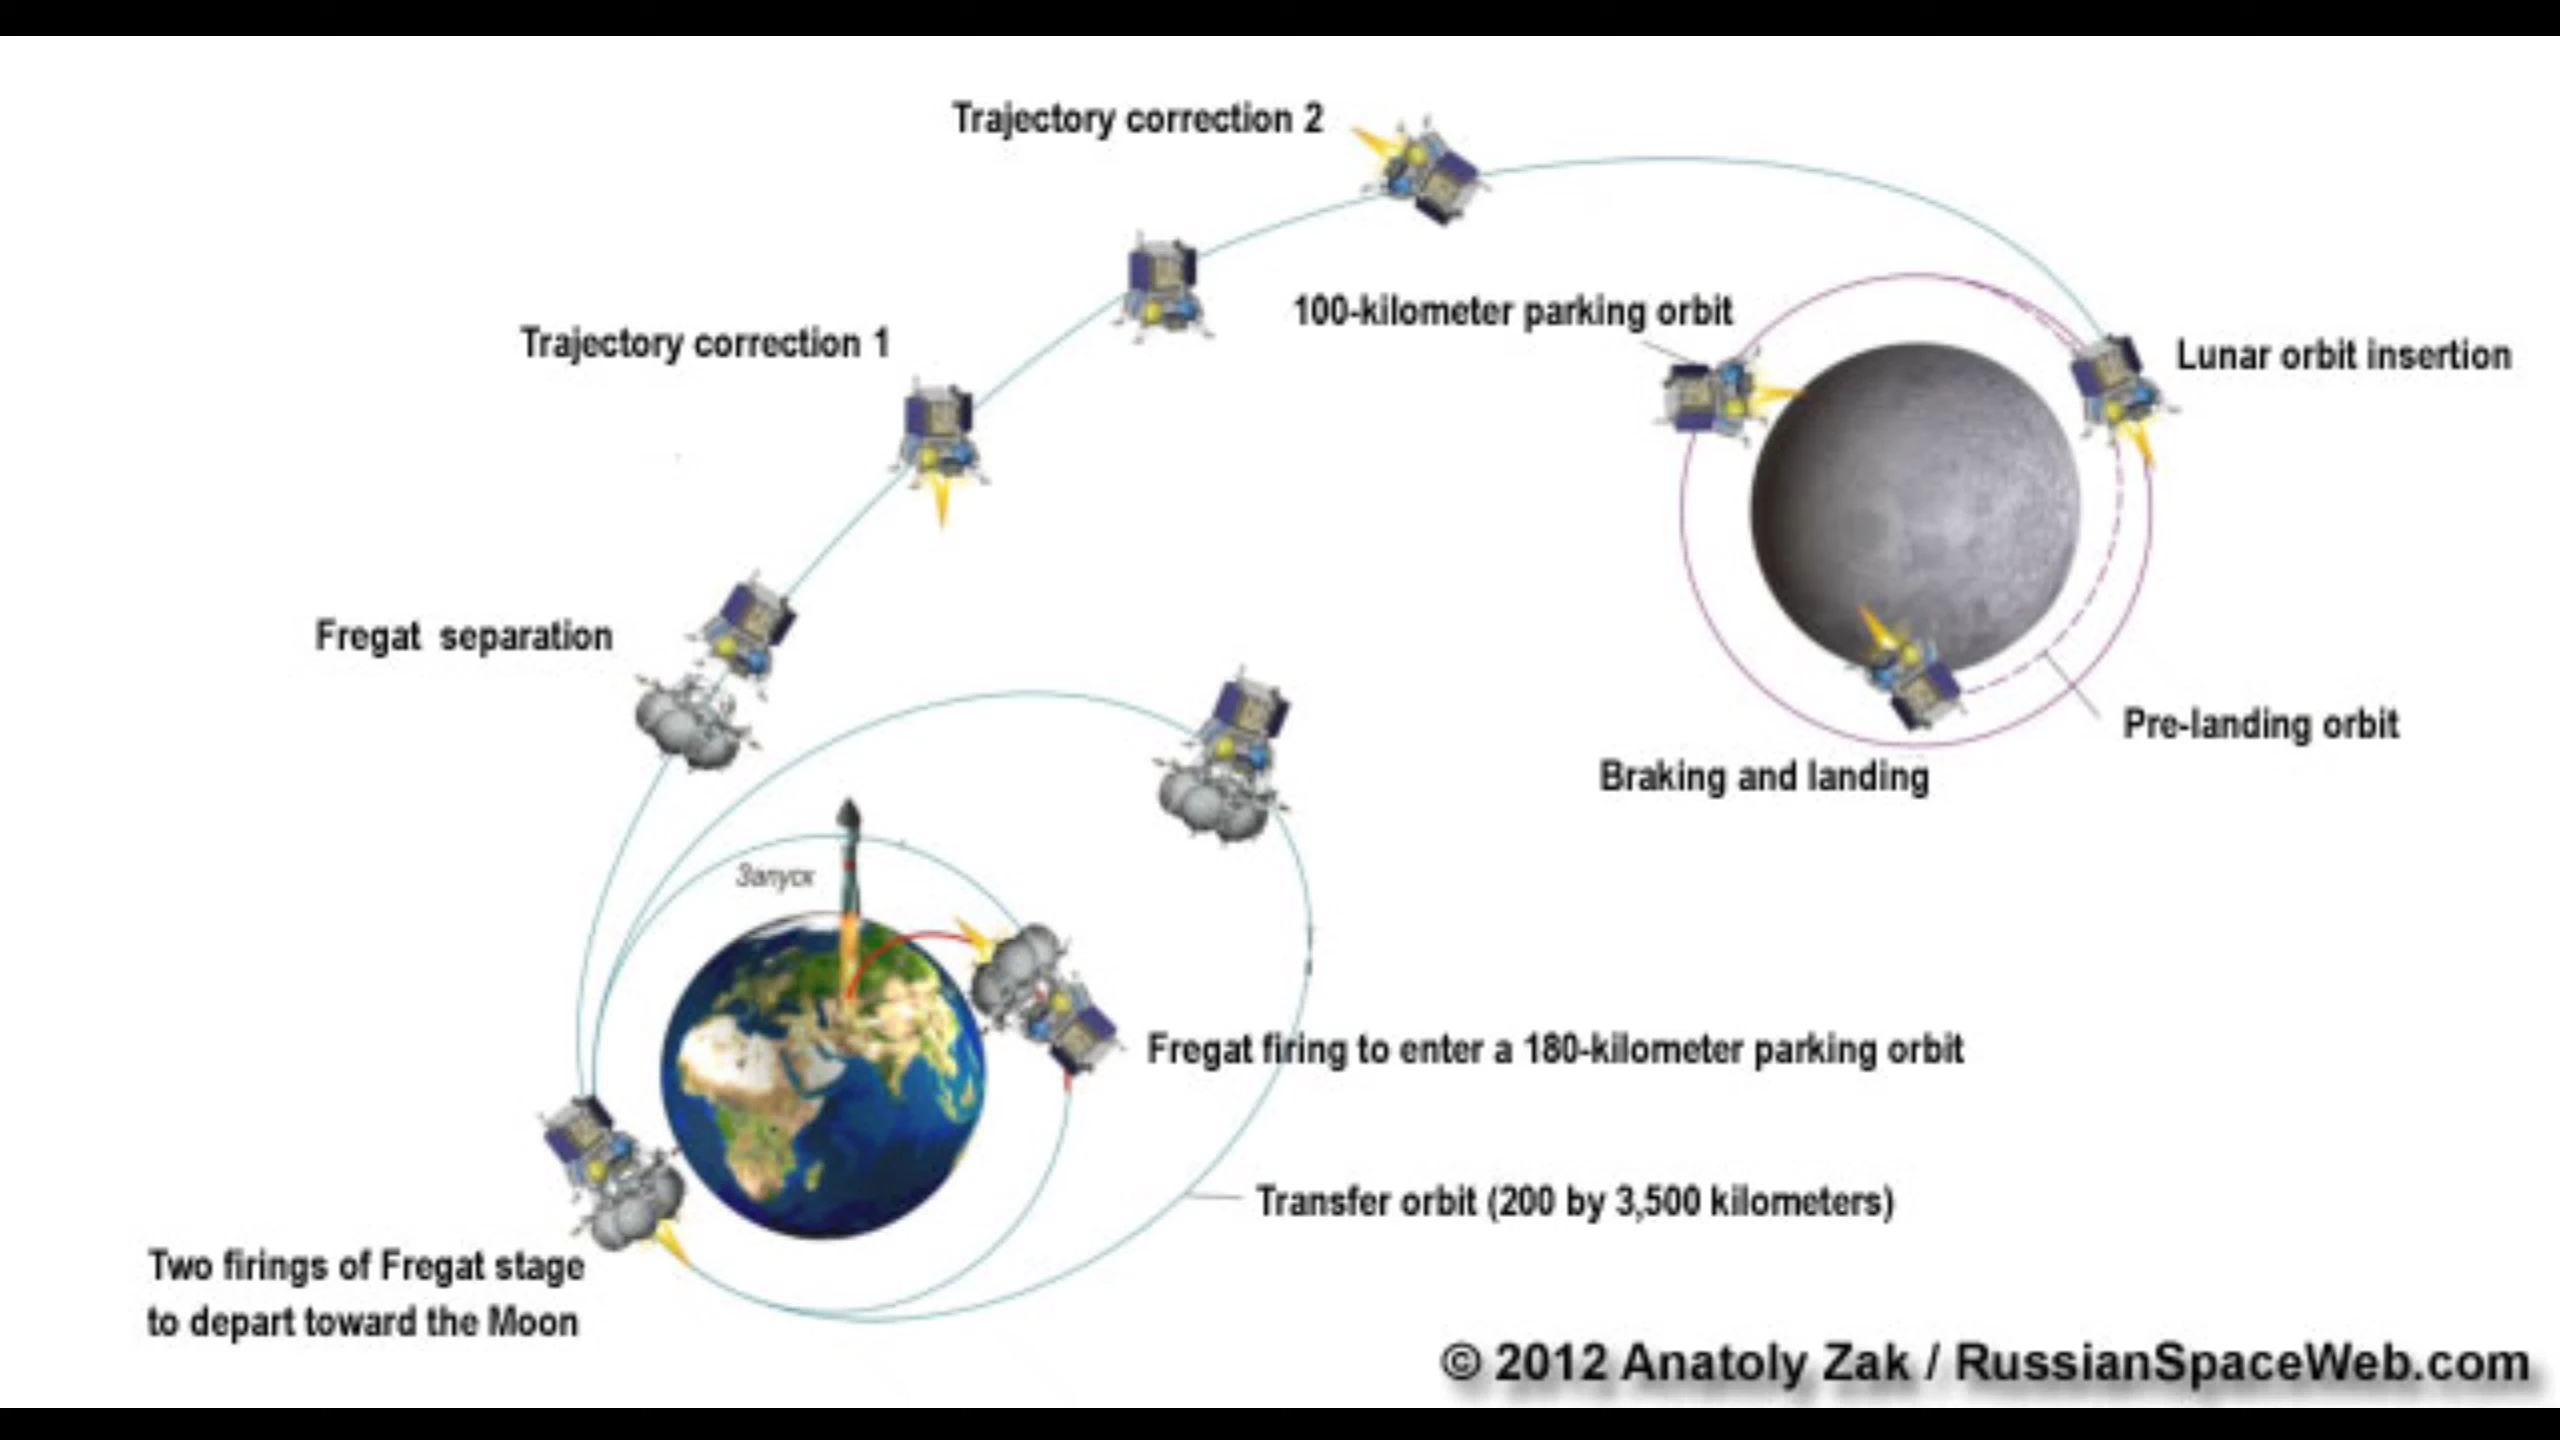 Trajectory correction 2
100-kilometer parking orbit
Trajectory correction 1
Lunar orbit insertion
Fregat separation
Pre-landing orbit
Braking and landing
Запуск
Fregat firing to enter a 180-kilometer parking orbit
Transfer orbit (200 by 3,500 kilometers)
Two firings of Fregat stage
to depart toward the Moon
© 2012 Anatoly Zak / RussianSpaceWeb.com